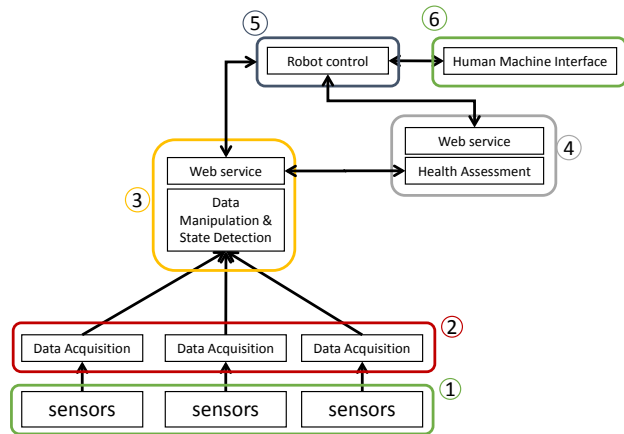 ⑤
⑥
Robot control
Human Machine Interface
Web service
④
Health Assessment
Web service
③
Data
Manipulation &
State Detection
②
Data Acquisition
Data Acquisition
Data Acquisition
①
sensors
sensors
sensors